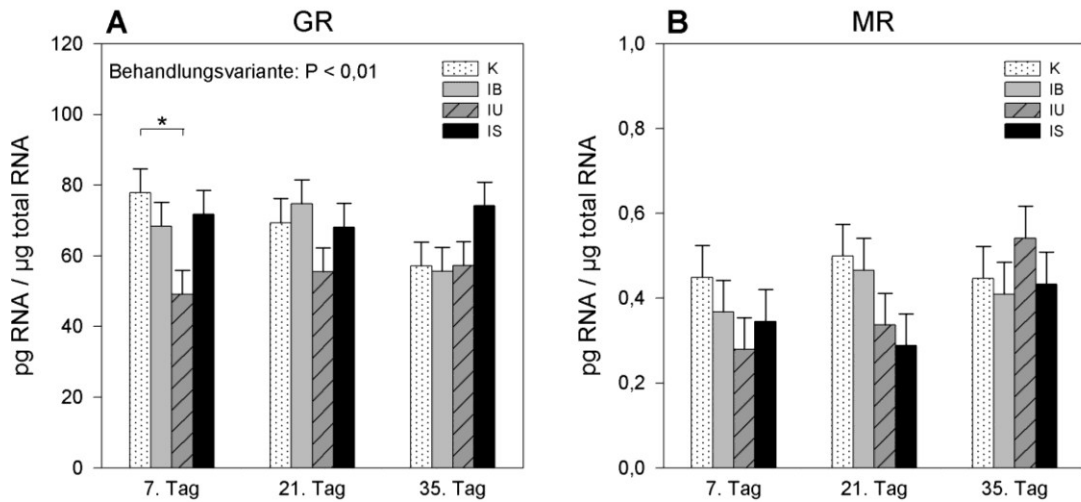 A
GR
pg RNA / µg total RNA
120
100
80
60
40
20
0
Behandlungsvariante: P < 0,01
K
IB
IU
IS
*
7. Tag
21. Tag
35. Tag
B
MR
pg RNA / µg total RNA
1,0
0,8
0,6
0,4
0,2
0,0
K
IB
IU
IS
7. Tag
21. Tag
35. Tag